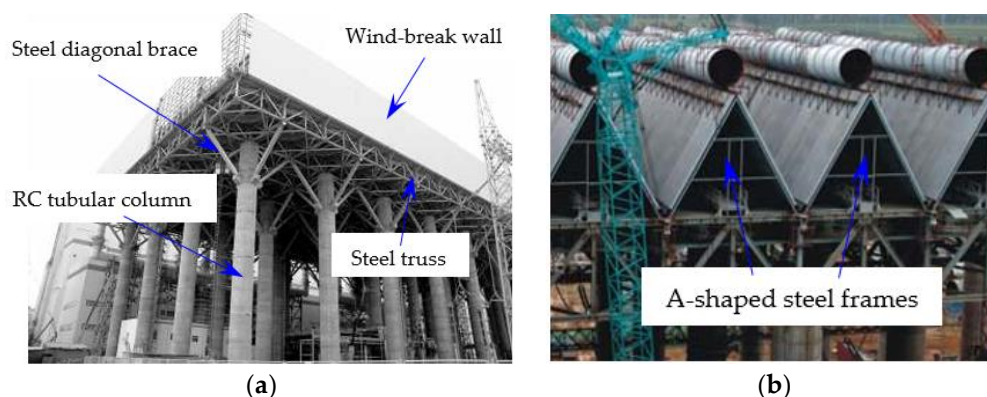 Steel diagonal brace
Wind-break wall
RC tubular column
Steel truss
A-shaped steel frames
(a)
(b)